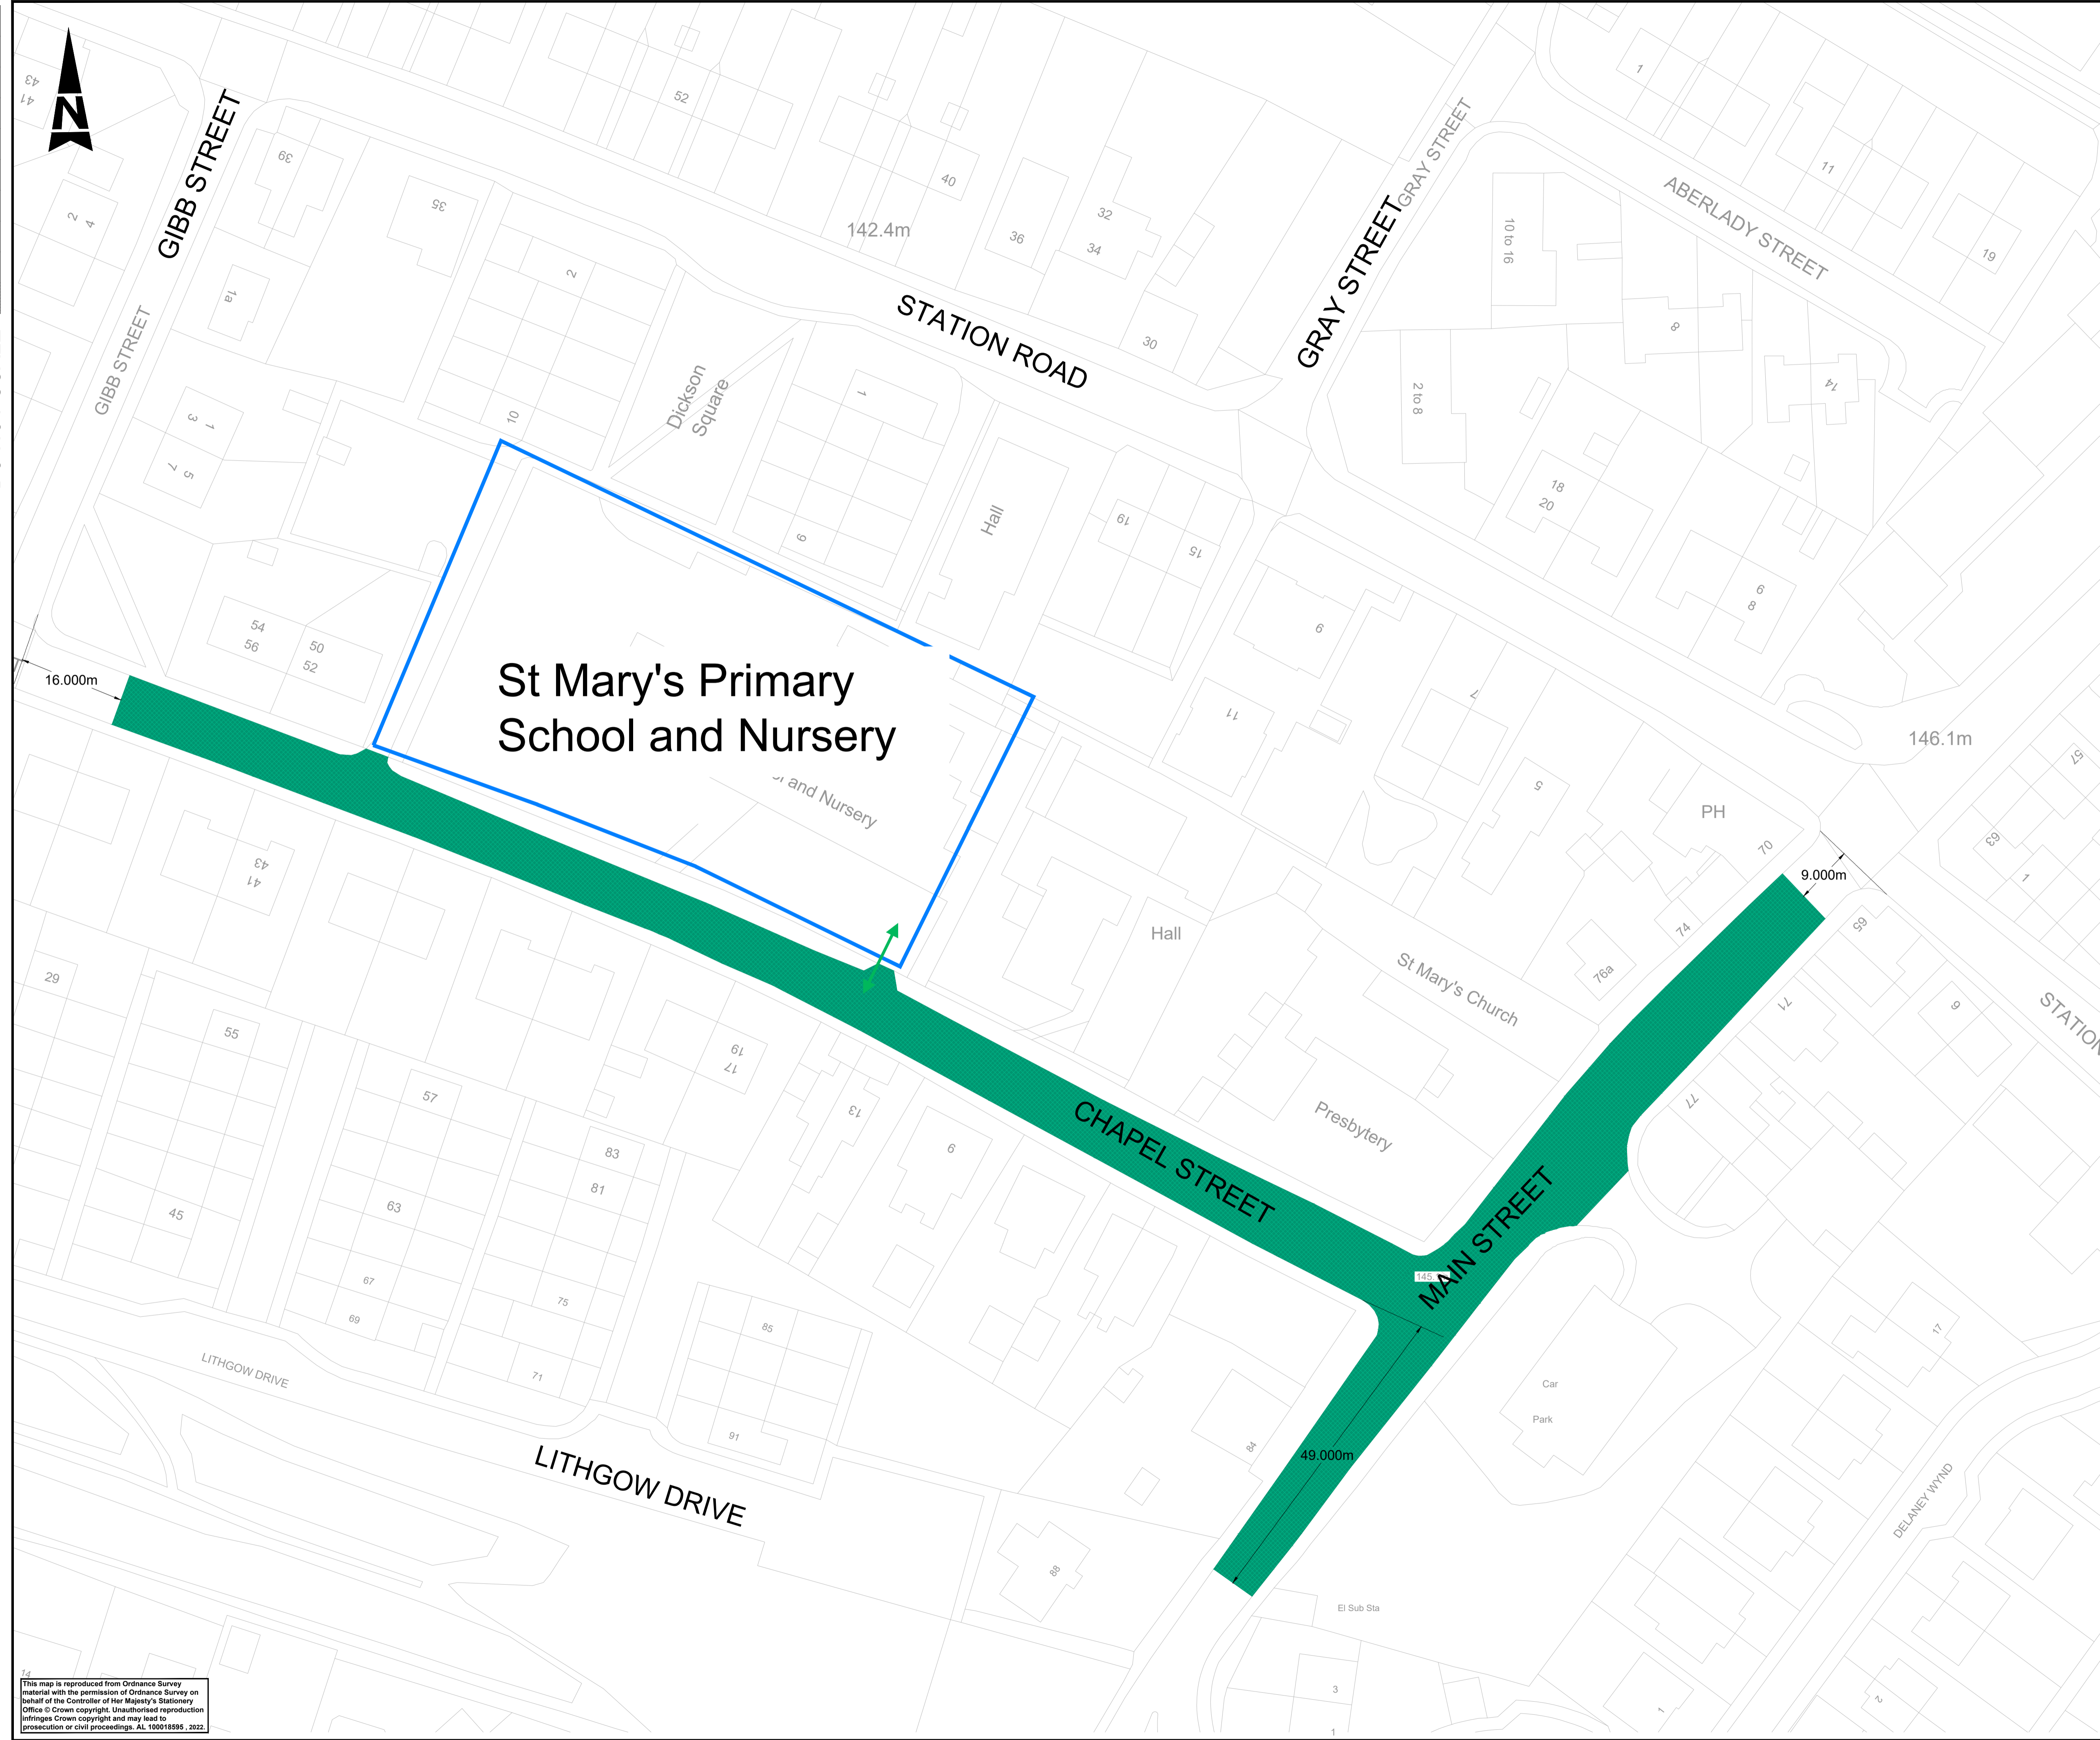 43
41
N
GIBB STREET
39
35
52
40
142.4m
36
32
34
30
GRAY STREET
GRAY STREET
1
11
ABERLADY STREET
19
10 to 16
8
14
2 to 8
18
20
6
8
2
4
1a
GIBB STREET
2
10
Dickson
Square
STATION ROAD
1
9
Hall
19
15
3
1
7
5
54
56
50
52
16.000m
St Mary's Primary
School and Nursery
and Nursery
9
11
7
5
PH
70
146.1m
57
63
1
9.000m
65
74
76a
71
9
STATION
77
Hall
St Mary's Church
Presbytery
43
41
29
55
57
83
81
63
45
67
69
75
71
19
17
13
9
85
91
CHAPEL STREET
MAIN STREET
145.
49.000m
84
88
Car
Park
17
DELANEY WYND
LITHGOW DRIVE
LITHGOW DRIVE
El Sub Sta
3
1
1
2
14
This map is reproduced from Ordnance Survey
material with the permission of Ordnance Survey on
behalf of the Controller of Her Majesty's Stationery
Office © Crown copyright. Unauthorised reproduction
infringes Crown copyright and may lead to
prosecution or civil proceedings. AL 100018595 , 2022.